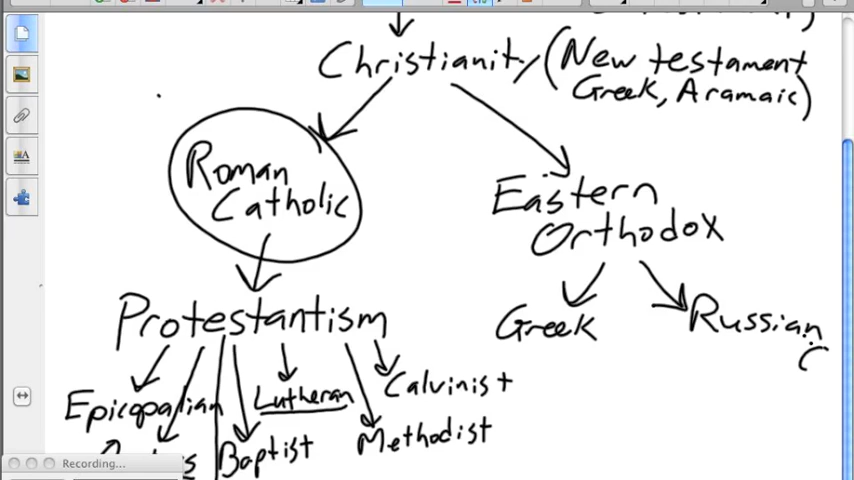 Christianity (New testament
Greek, Aramaic)
Roman
Catholic
Eastern
Orthodox
Protestantism
Greek
Russian
Epicopalian
Lutheran
Calvinist
Baptist
Methodist
Recording...